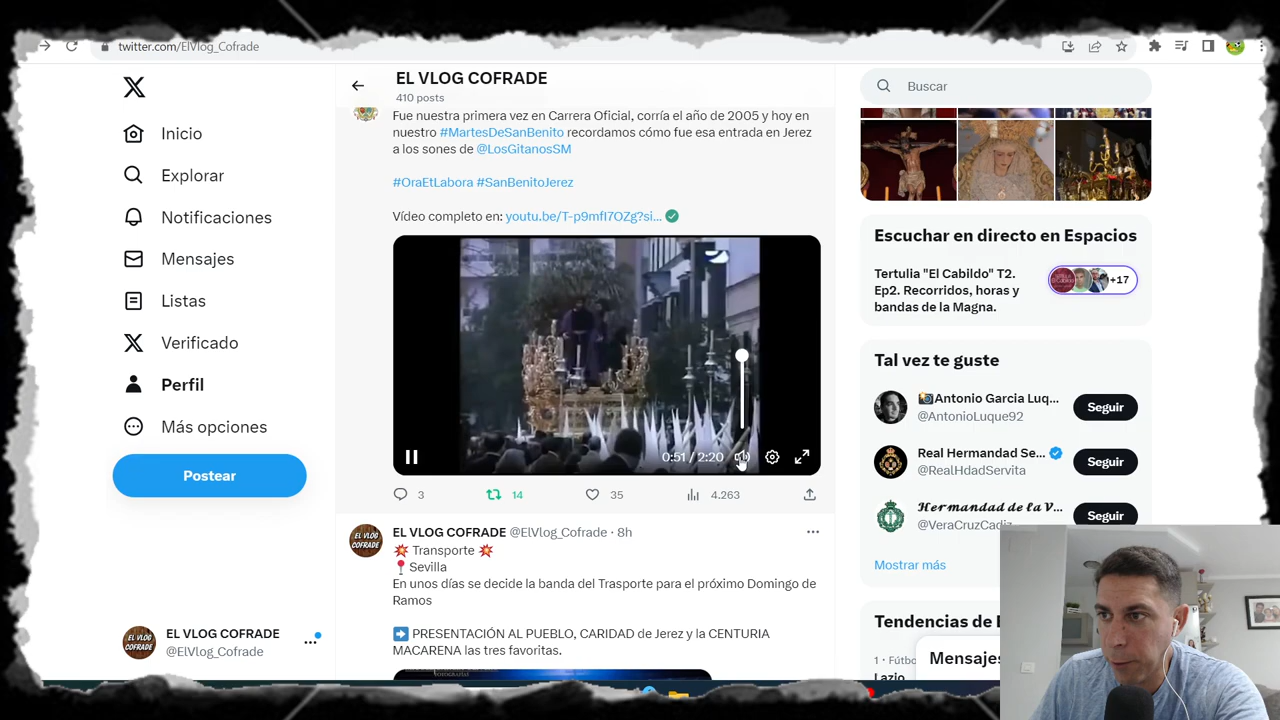 twitter.com/ElVlog_Cofrade
Inicio
Explorar
Notificaciones
Mensajes
Listas
Verificado
Perfil
Más opciones
Postear
EL VLOG COFRADE
@ElVlog_Cofrade
EL VLOG COFRADE
410 posts
Fue nuestra primera vez en Carrera Oficial, corría el año de 2005 y hoy en
nuestro #MartesDeSanBenito recordamos cómo fue esa entrada en Jerez
a los sones de @LosGitanosSM
#OraEtLabora #SanBenitoJerez
Vídeo completo en: youtu.be/T-p9mfI7OZg?si...
0:51 / 2:20
3 14 35 4.263
EL VLOG COFRADE @ElVlog_Cofrade · 8h
💥 Transporte 💥
📍Sevilla
En unos días se decide la banda del Trasporte para el próximo Domingo de
Ramos
➡️ PRESENTACIÓN AL PUEBLO, CARIDAD de Jerez y la CENTURIA
MACARENA las tres favoritas.
Buscar
Escuchar en directo en Espacios
Tertulia "El Cabildo" T2.
Ep2. Recorridos, horas y
bandas de la Magna.
+17
Tal vez te guste
📸Antonio Garcia Luq...
@AntonioLuque92
Seguir
Real Hermandad Se...
@RealHdadServita
Seguir
Hermandad de la V...
@VeraCruzCadiz
Seguir
Mostrar más
Tendencias de E
1 · Fútbo
Lazio
Mensajes